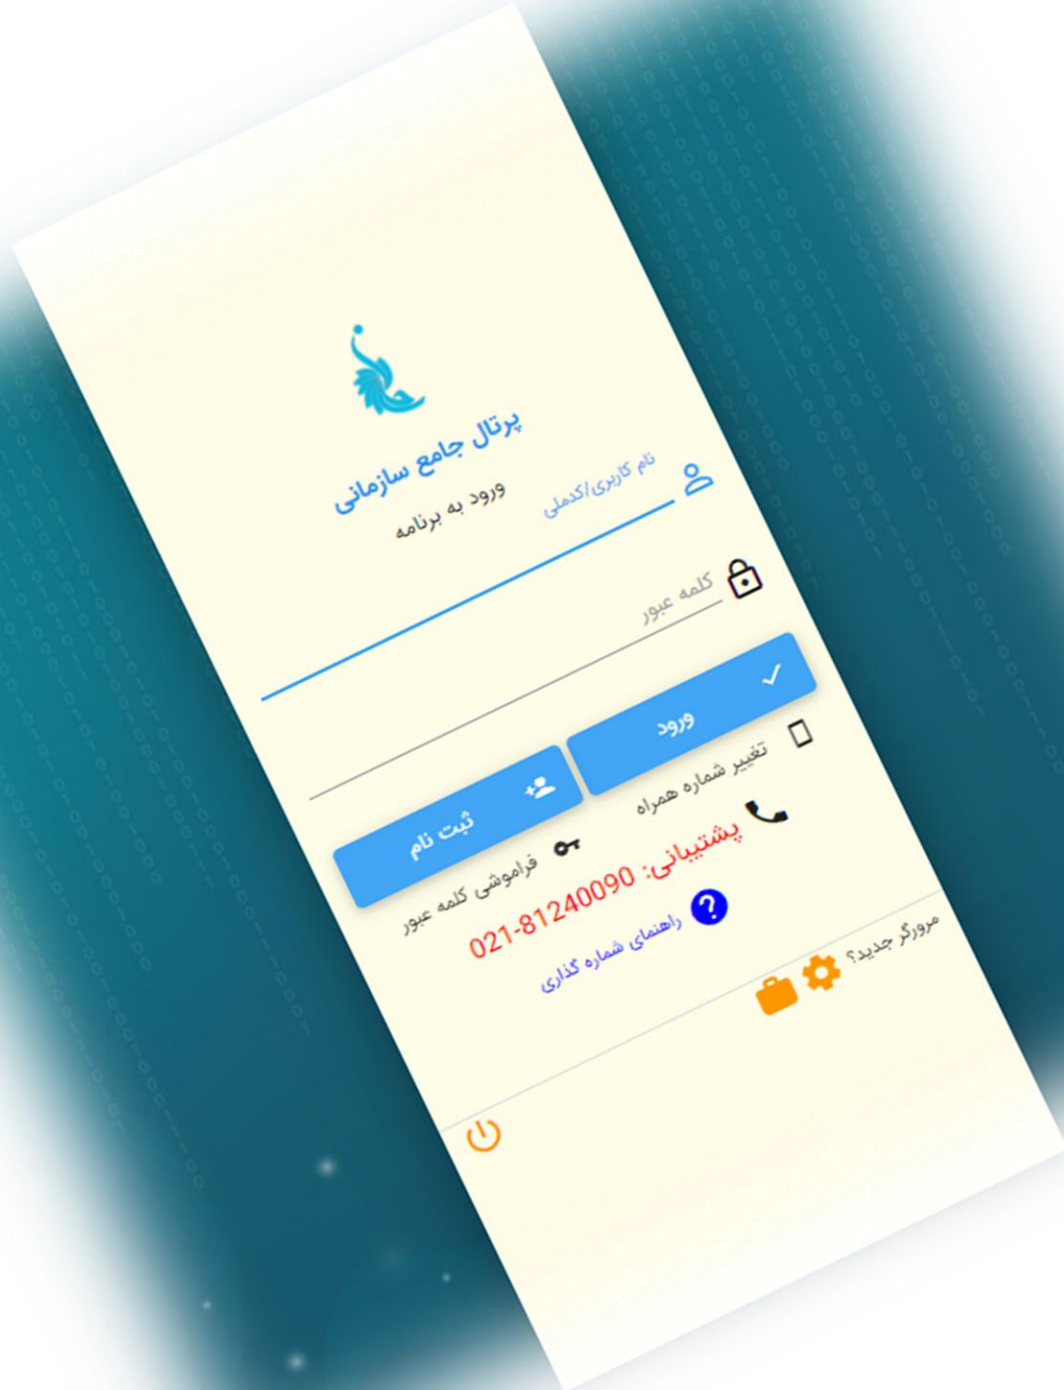 پرتال جامع سازمانی
ورود به برنامه
نام کاربری/کدملی
کلمه عبور
ورود
ثبت نام
تغییر شماره همراه
فراموشی کلمه عبور
پشتیبانی: 81240090-021
راهنمای شماره گذاری
مرورگر جدید؟